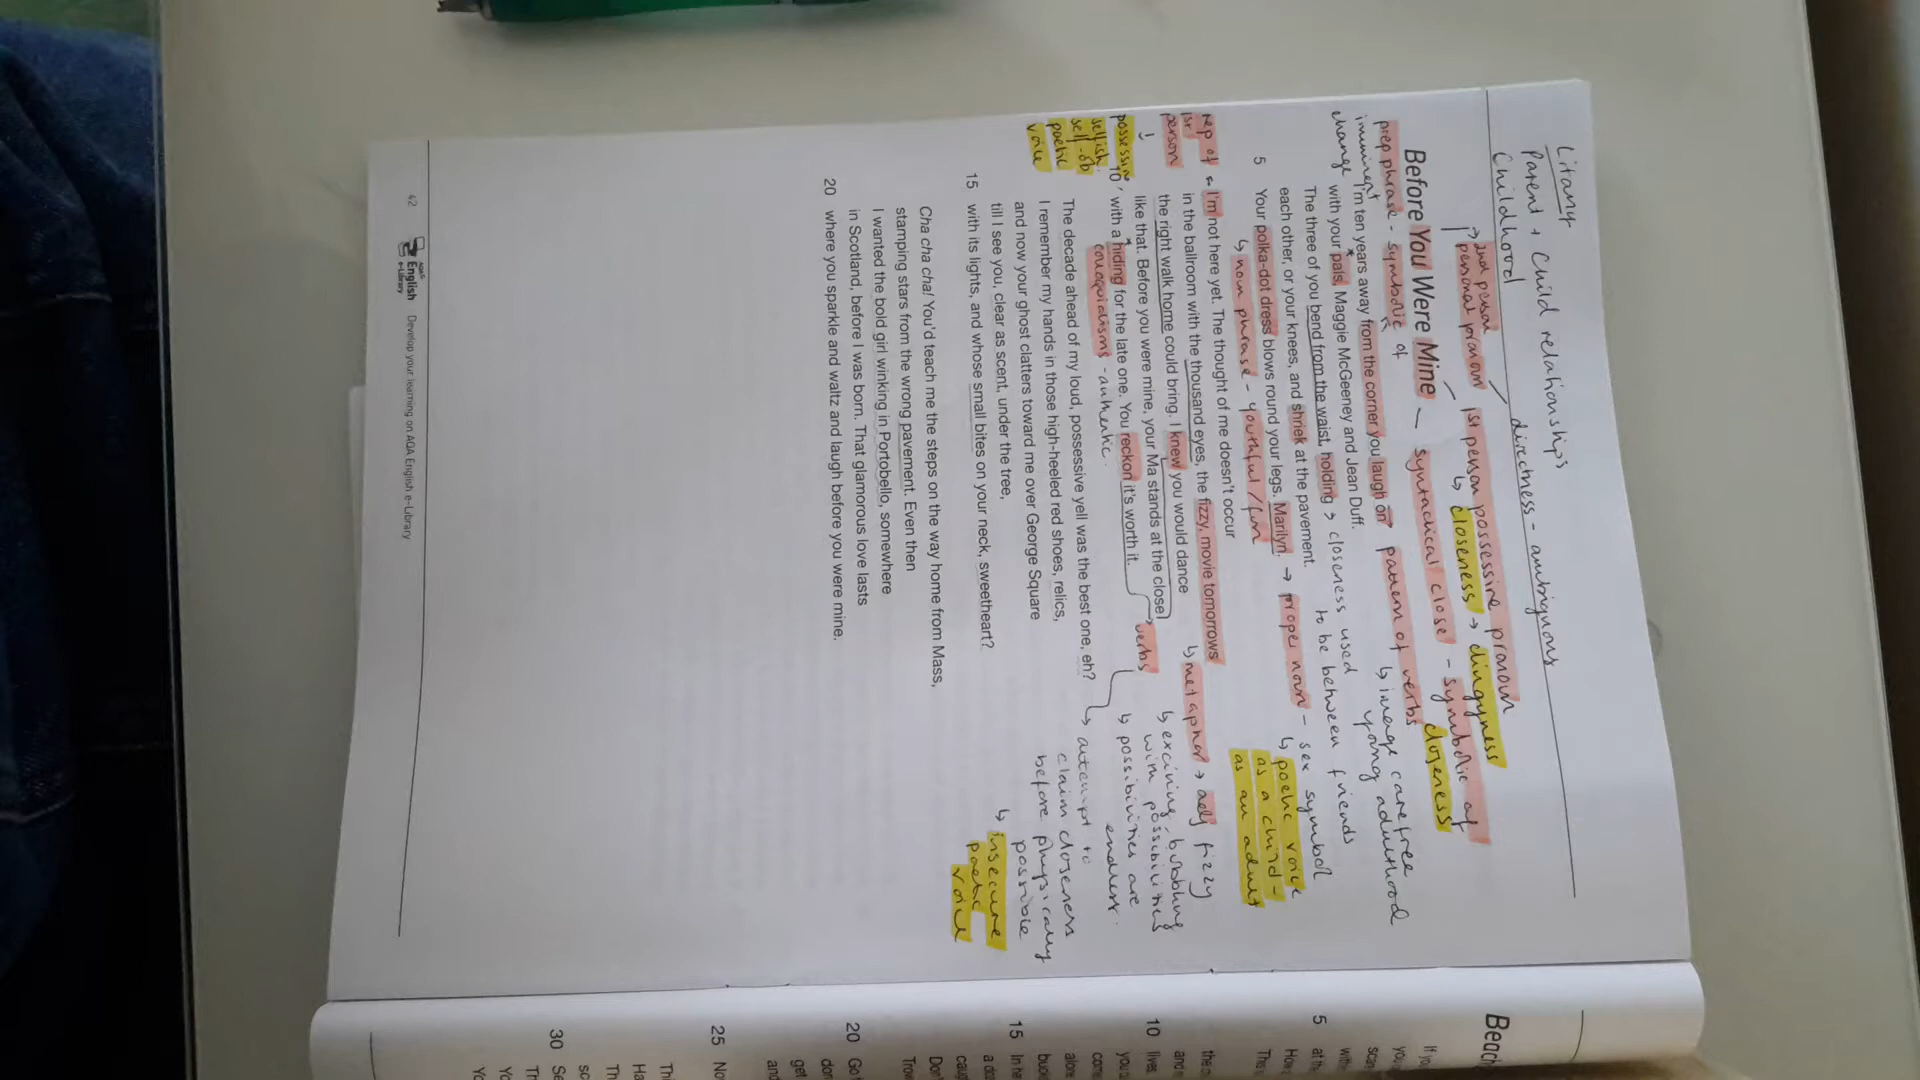 Litany
Parent + Child relationships
Childhood
directness - ambiguous
→ 2nd person
personal pronoun
1st person possessive pronoun
↳ closeness → clingyness
Before You Were Mine - syntactical close - symbolic of
closeness
prep phrase - symbolic of
imminent
change
I'm ten years away from the corner you laugh on
with your pals, Maggie McGeeney and Jean Duff.
The three of you bend from the waist, holding
each other, or your knees, and shriek at the pavement.
5 Your polka-dot dress blows round your legs. Marilyn.
pattern of verbs
↳ image carefree
young adulthood
→ closeness used
to be between friends
→ proper noun - sex symbol
↳ poetic voice
as a child -
as an adult
↳ noun phrase - youthful / fun
rep of
1st
person
↓
possessive,
selfish,
poetic
voice
I'm not here yet. The thought of me doesn't occur
in the ballroom with the thousand eyes, the fizzy, movie tomorrows
the right walk home could bring. I knew you would dance
like that. Before you were mine, your Ma stands at the close
10 with a hiding for the late one. You reckon it's worth it.
↳ metaphor → adj fizzy
↳ exciting, bubbling
with possibilities
↳ possibilities are
endless.
colloquialisms - authentic.
verbs
↳ attempt to
claim closeness
before physically
possible
↳ insecure
poetic
voice
The decade ahead of my loud, possessive yell was the best one, eh?
I remember my hands in those high-heeled red shoes, relics,
and now your ghost clatters toward me over George Square
till I see you, clear as scent, under the tree,
15 with its lights, and whose small bites on your neck, sweetheart?
Cha cha cha! You'd teach me the steps on the way home from Mass,
stamping stars from the wrong pavement. Even then
I wanted the bold girl winking in Portobello, somewhere
in Scotland, before I was born. That glamorous love lasts
20 where you sparkle and waltz and laugh before you were mine.
42
English
e-Library
Develop your learning on AQA English e-Library
Beach
5
10
15
20
25
30